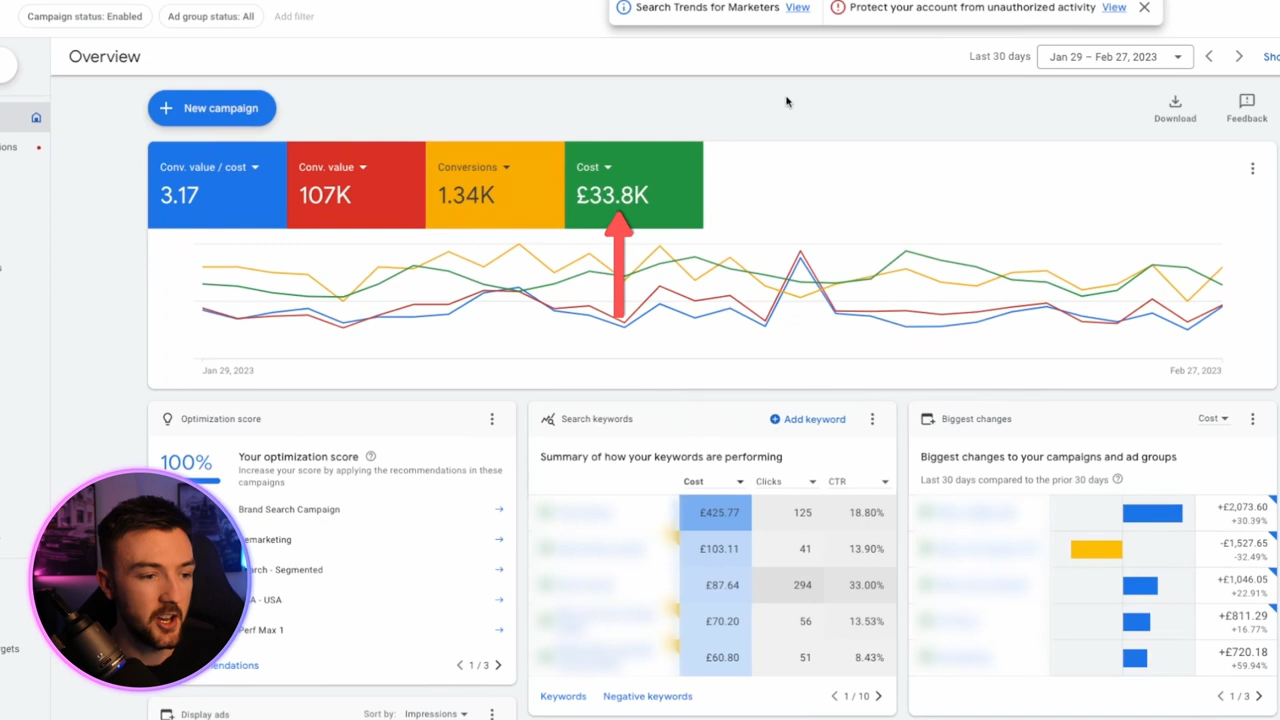 Campaign status: Enabled Ad group status: All Add filter
Search Trends for Marketers View Protect your account from unauthorized activity View
Overview
Last 30 days Jan 29 – Feb 27, 2023
New campaign
Download Feedback
Conv. value / cost Conv. value Conversions Cost
3.17 107K 1.34K £33.8K
Jan 29, 2023 Feb 27, 2023
Optimization score
100%
Your optimization score
Increase your score by applying the recommendations in these
campaigns
Brand Search Campaign
Segmented
USA
Perf Max 1
1 / 3
Search keywords Add keyword
Summary of how your keywords are performing
Cost Clicks CTR
£425.77 125 18.80%
£103.11 41 13.90%
£87.64 294 33.00%
£70.20 56 13.53%
£60.80 51 8.43%
Keywords Negative keywords 1 / 10
Biggest changes Cost
Biggest changes to your campaigns and ad groups
Last 30 days compared to the prior 30 days
+£2,073.60
+30.39%
-£1,527.65
-32.49%
+£1,046.05
+22.91%
+£811.29
+16.77%
+£720.18
+59.94%
1 / 3
Display ads Sort by: Impressions